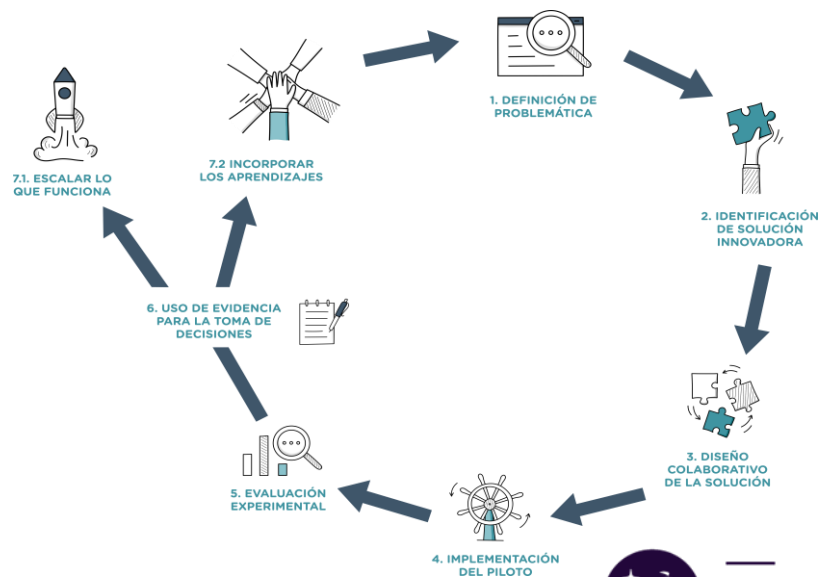 1. DEFINICIÓN DE
PROBLEMÁTICA
2. IDENTIFICACIÓN
DE SOLUCIÓN
INNOVADORA
3. DISEÑO
COLABORATIVO
DE LA SOLUCIÓN
4. IMPLEMENTACIÓN
DEL PILOTO
5. EVALUACIÓN
EXPERIMENTAL
6. USO DE EVIDENCIA
PARA LA TOMA DE
DECISIONES
7.1. ESCALAR LO
QUE FUNCIONA
7.2 INCORPORAR
LOS APRENDIZAJES